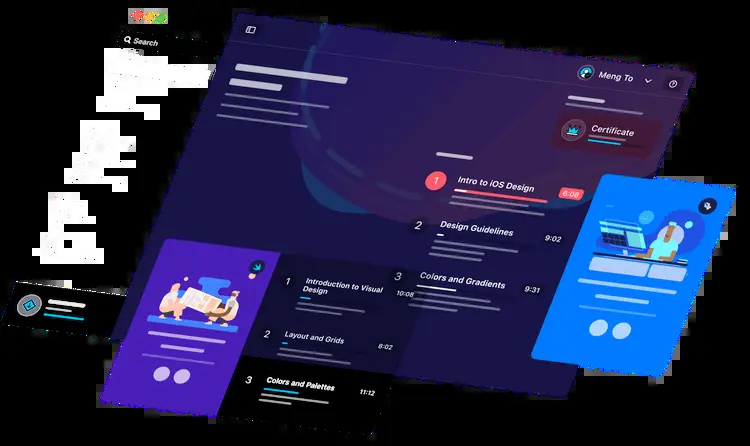 Search
Meng To
Certificate
1 Intro to iOS Design 6:08
2 Design Guidelines 9:02
3 Colors and Gradients 9:31
1 Introduction to Visual
Design 10:08
2 Layout and Grids 6:02
3 Colors and Palettes 11:12